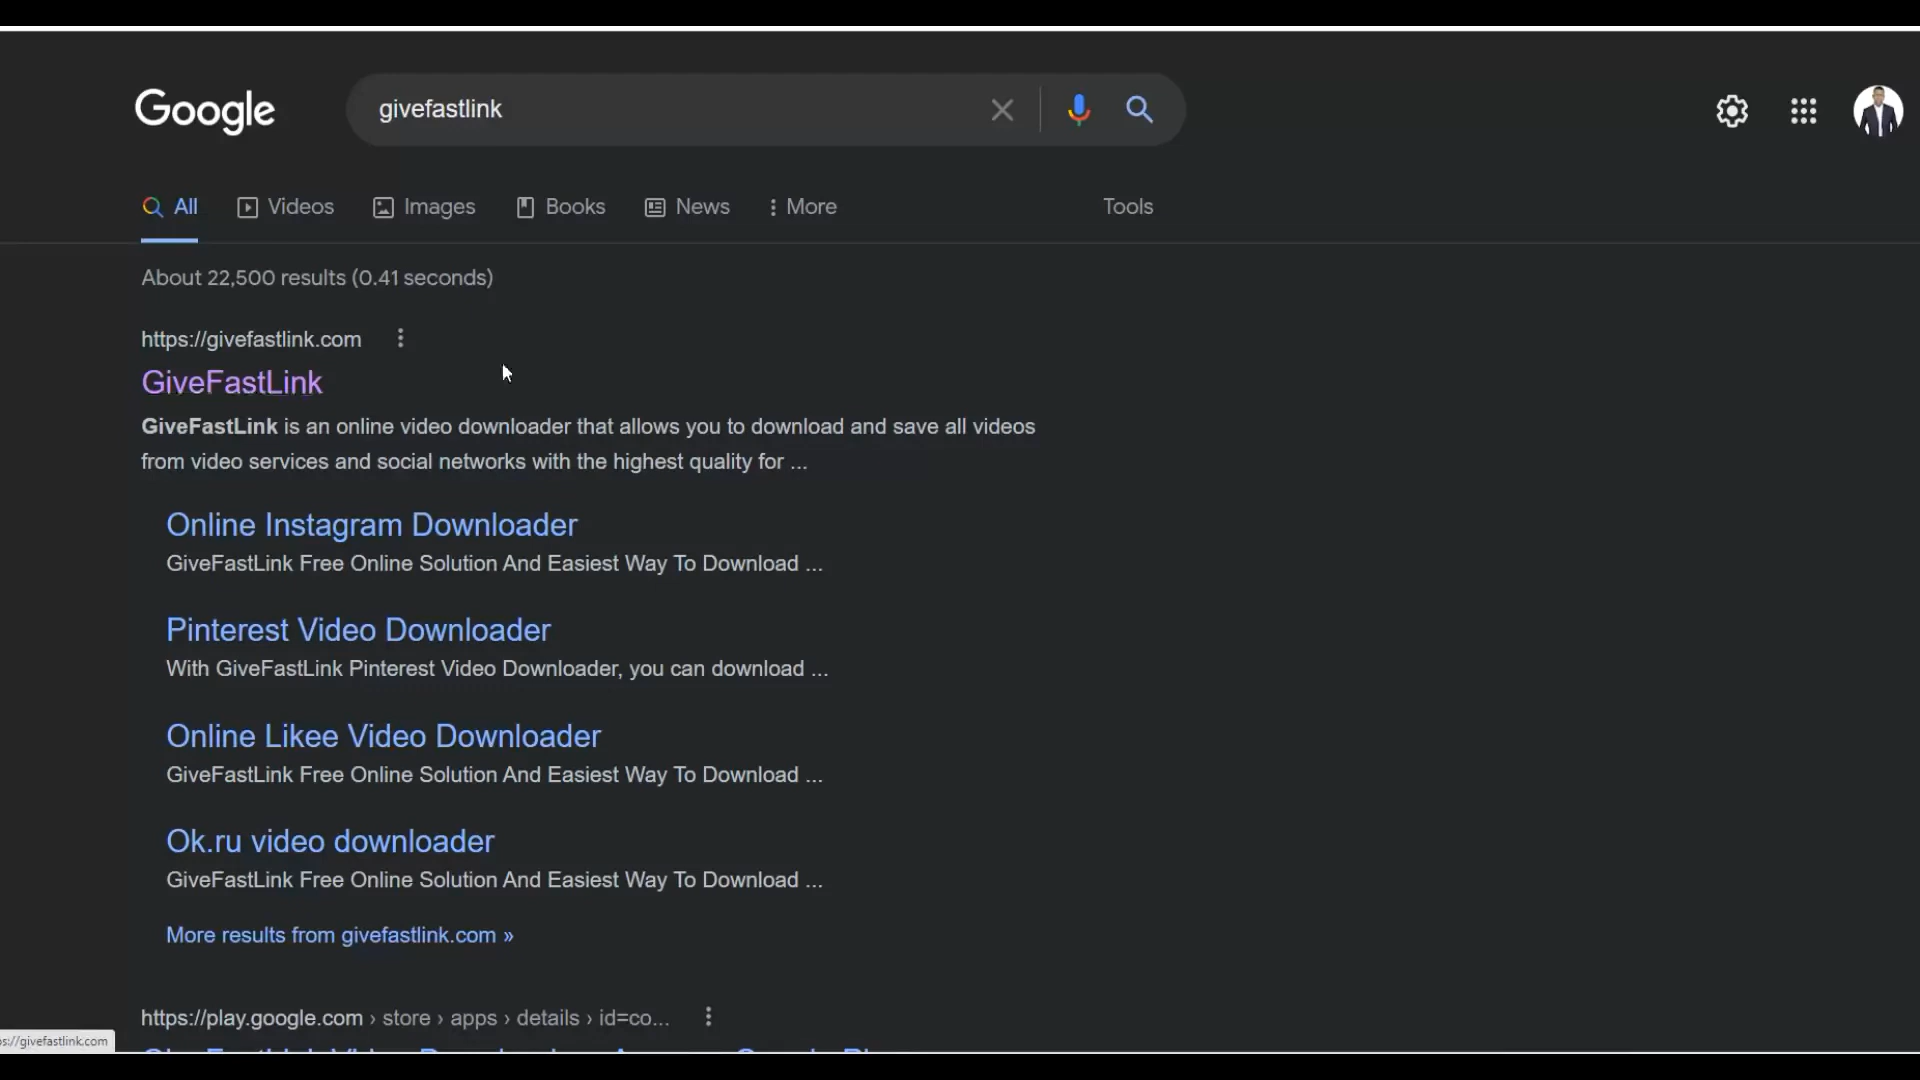 Google
givefastlink
All
Videos
Images
Books
News
More
Tools
About 22,500 results (0.41 seconds)
https://givefastlink.com
GiveFastLink
GiveFastLink is an online video downloader that allows you to download and save all videos
from video services and social networks with the highest quality for ...
Online Instagram Downloader
GiveFastLink Free Online Solution And Easiest Way To Download ...
Pinterest Video Downloader
With GiveFastLink Pinterest Video Downloader, you can download ...
Online Likee Video Downloader
GiveFastLink Free Online Solution And Easiest Way To Download ...
Ok.ru video downloader
GiveFastLink Free Online Solution And Easiest Way To Download ...
More results from givefastlink.com »
https://play.google.com › store › apps › details › id=co...
ps://givefastlink.com